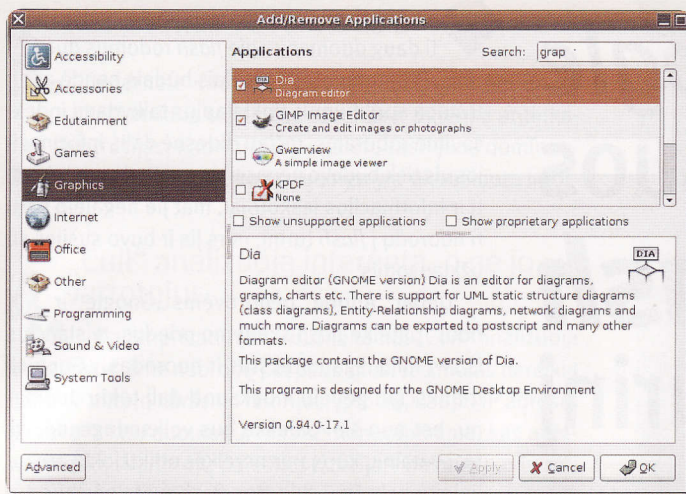 Add/Remove Applications
Accessibility
Accessories
Edutainment
Games
Graphics
Internet
Office
Other
Programming
Sound & Video
System Tools
Applications
Search: grap
Dia
Diagram editor
GIMP Image Editor
Create and edit images or photographs
Gwenview
A simple image viewer
KPDF
None
Show unsupported applications
Show proprietary applications
Dia
DIA
Diagram editor (GNOME version) Dia is an editor for diagrams,
graphs, charts etc. There is support for UML static structure diagrams
(class diagrams), Entity-Relationship diagrams, network diagrams and
much more. Diagrams can be exported to postscript and many other
formats.
This package contains the GNOME version of Dia.
This program is designed for the GNOME Desktop Environment
Version 0.94.0-17.1
Advanced
Apply
Cancel
OK